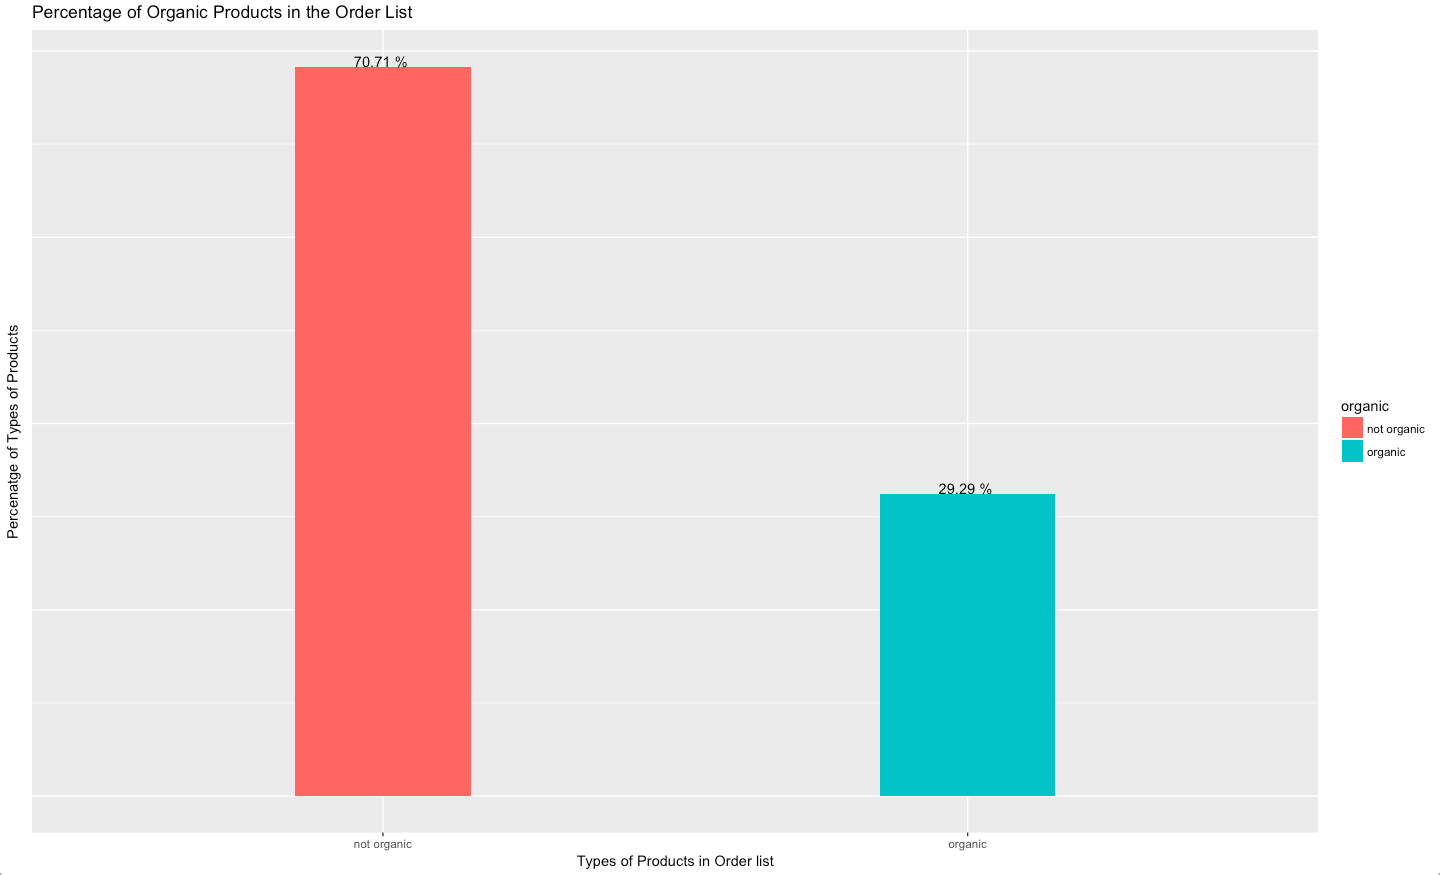 Percentage of Organic Products in the Order List
70.71 %
29.29 %
Percenatge of Types of Products
organic
not organic
organic
not organic
organic
Types of Products in Order list